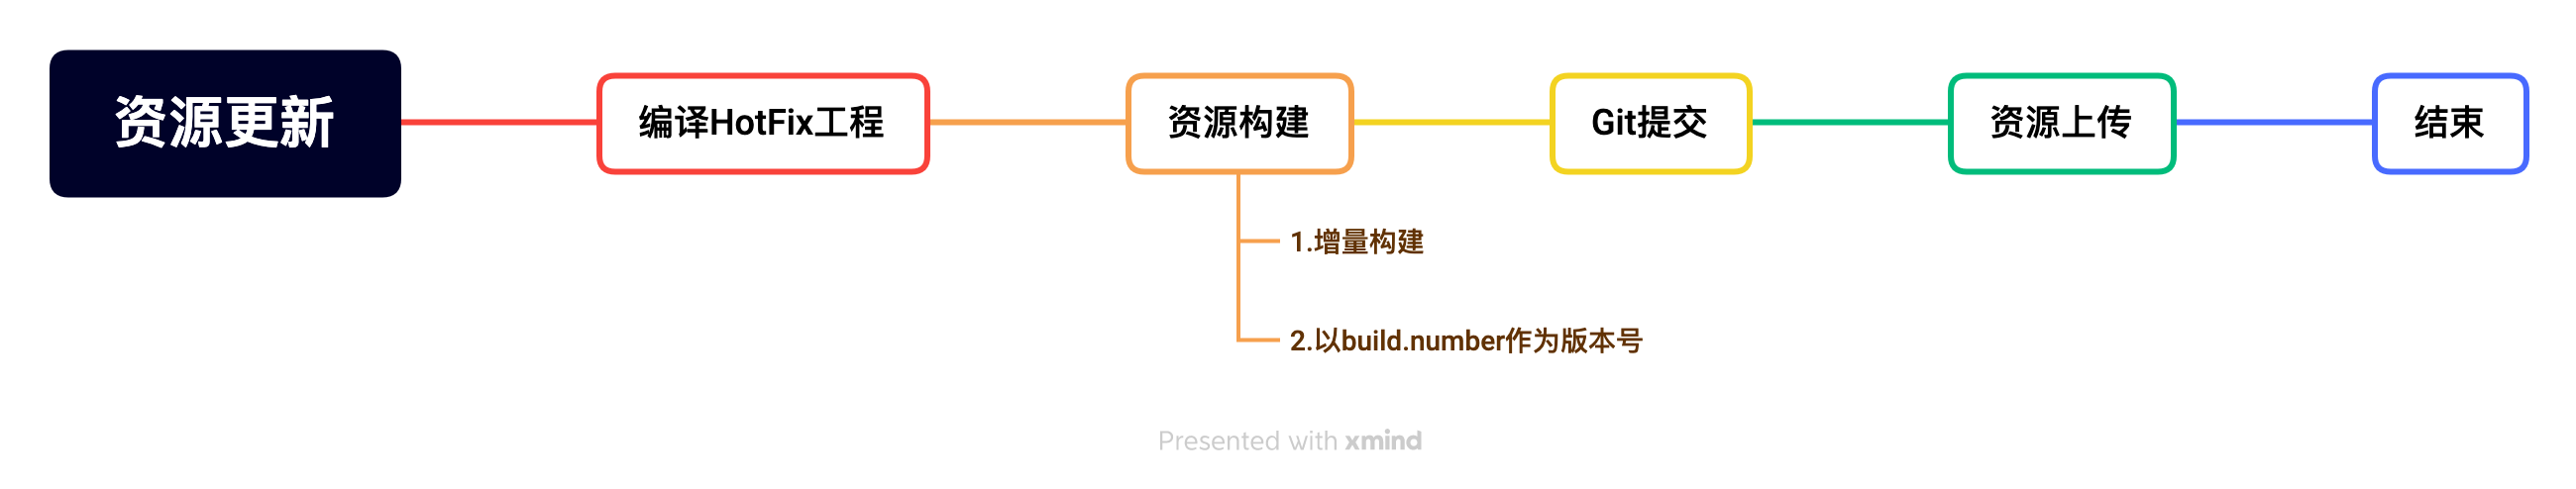 资源更新
编译HotFix工程
资源构建
Git提交
资源上传
结束
1.增量构建
2.以build.number作为版本号
Presented with xmind